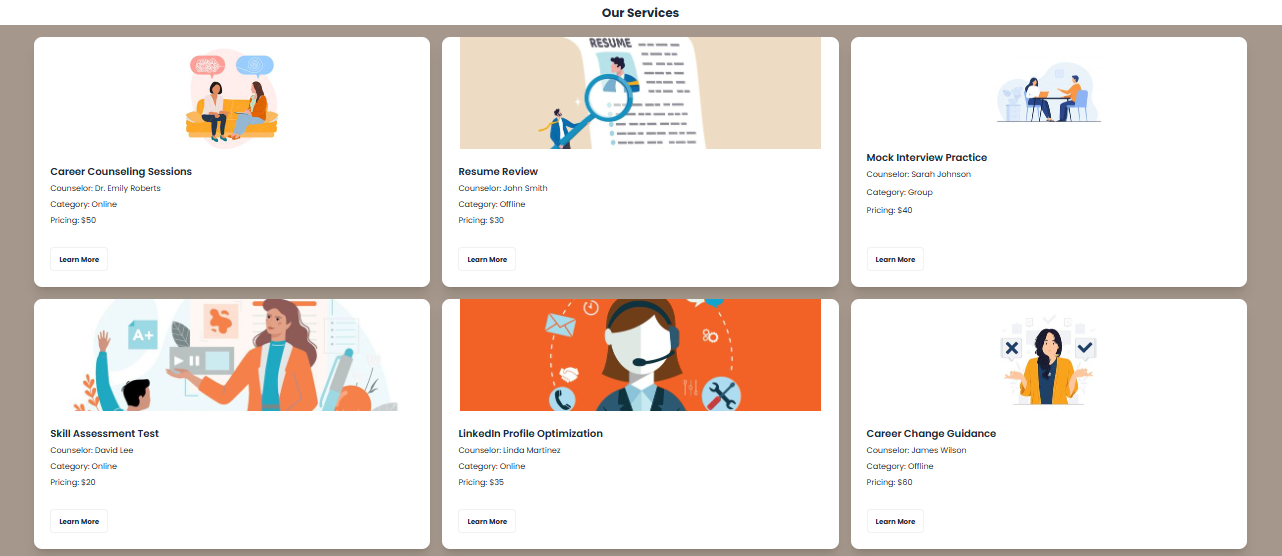 Our Services
Career Counseling Sessions
Counselor: Dr. Emily Roberts
Category: Online
Pricing: $50
Learn More
RESUME
Resume Review
Counselor: John Smith
Category: Offline
Pricing: $30
Learn More
Mock Interview Practice
Counselor: Sarah Johnson
Category: Group
Pricing: $40
Learn More
A+
Skill Assessment Test
Counselor: David Lee
Category: Online
Pricing: $20
Learn More
LinkedIn Profile Optimization
Counselor: Linda Martinez
Category: Online
Pricing: $35
Learn More
Career Change Guidance
Counselor: James Wilson
Category: Offline
Pricing: $60
Learn More